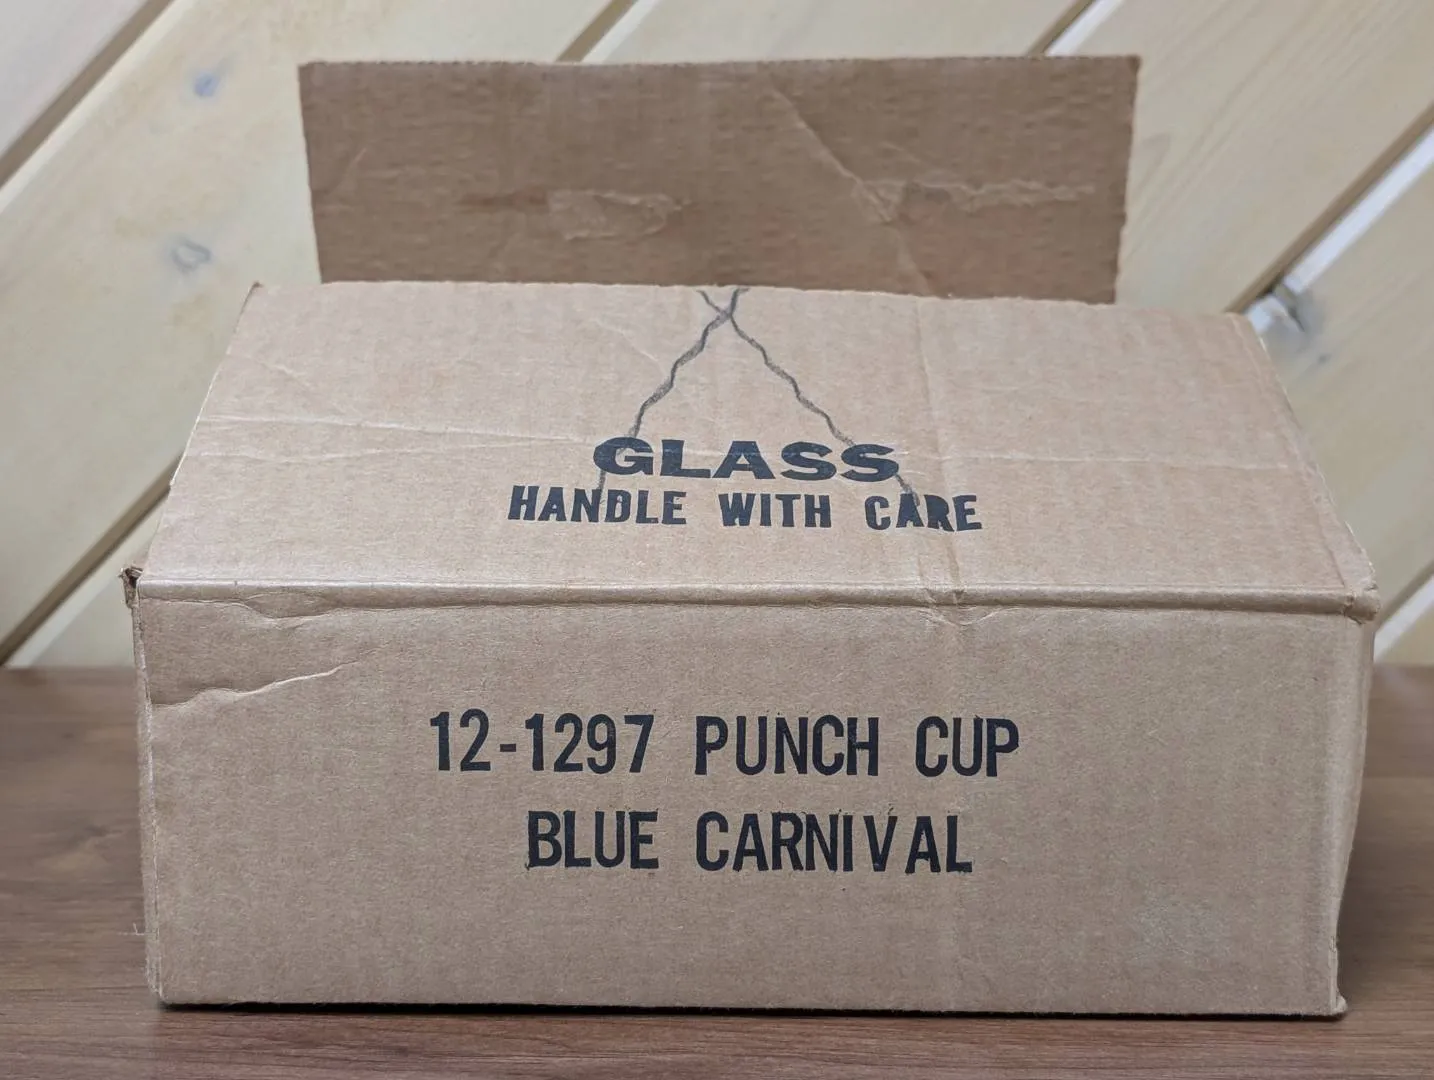 GLASS
HANDLE WITH CARE
12-1297 PUNCH CUP
BLUE CARNIVAL